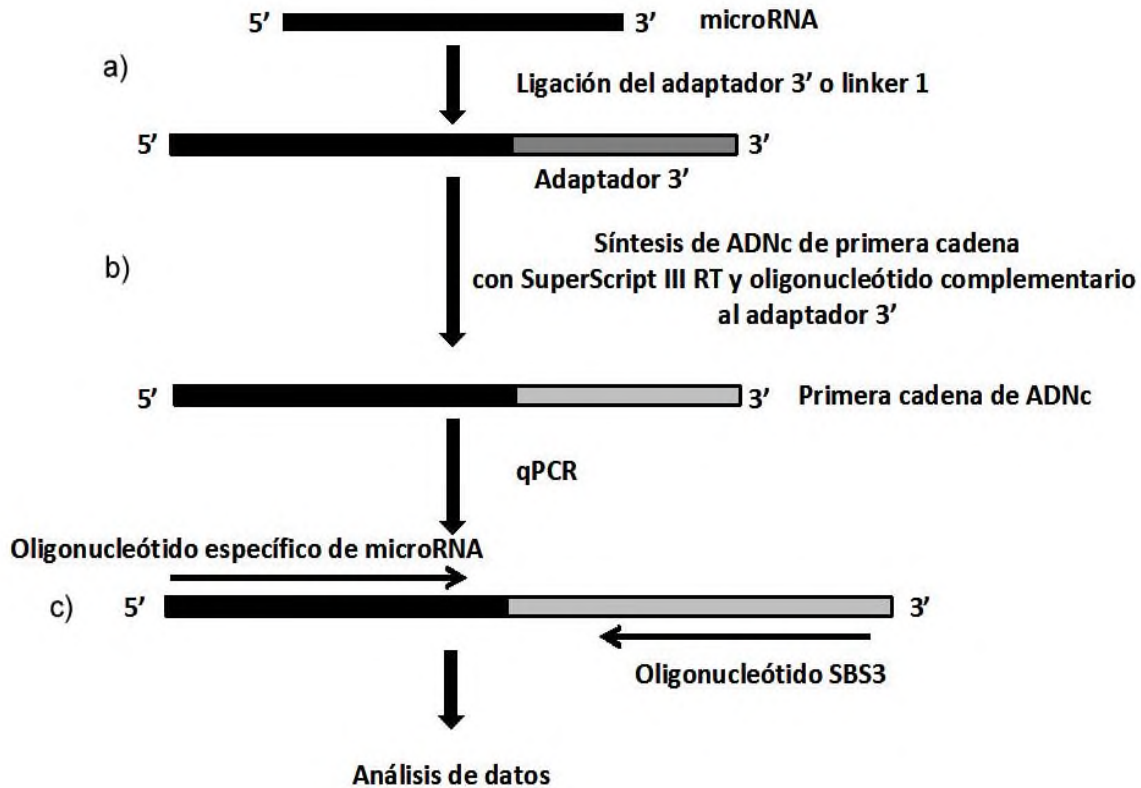 5' 3' microRNA
a)
Ligación del adaptador 3' o linker 1
5' 3'
Adaptador 3'
b)
Síntesis de ADNc de primera cadena
con SuperScript III RT y oligonucleótido complementario
al adaptador 3'
5' 3' Primera cadena de ADNc
qPCR
Oligonucleótido específico de microRNA
c) 5' 3'
Oligonucleótido SBS3
Análisis de datos